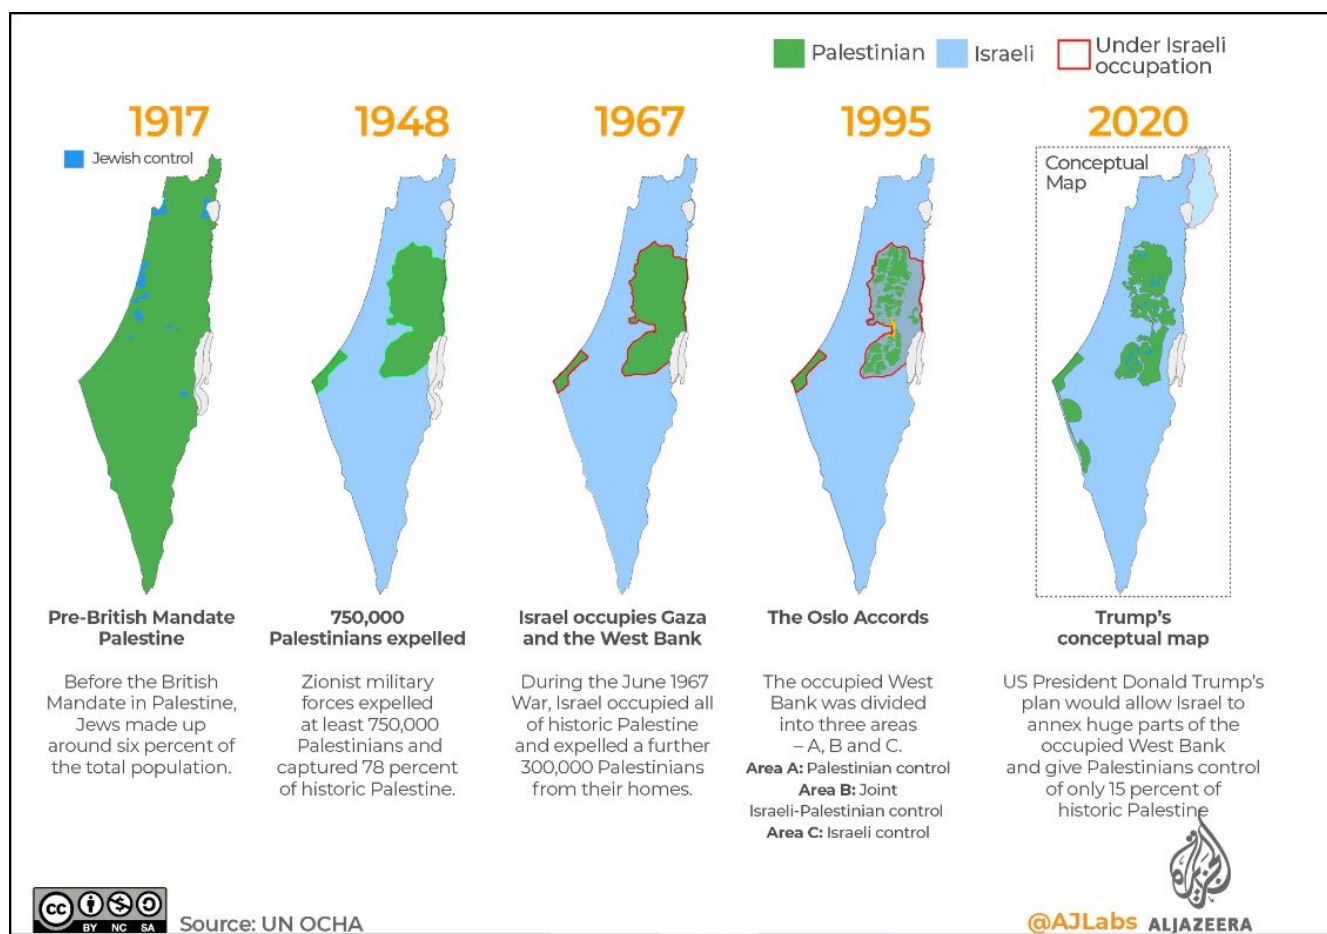 Palestinian
Israeli
Under Israeli
occupation
1917
Jewish control
1948
1967
1995
2020
Conceptual
Map
Pre-British Mandate
Palestine
Before the British
Mandate in Palestine,
Jews made up
around six percent of
the total population.
750,000
Palestinians expelled
Zionist military
forces expelled
at least 750,000
Palestinians and
captured 78 percent
of historic Palestine.
Israel occupies Gaza
and the West Bank
During the June 1967
War, Israel occupied all
of historic Palestine
and expelled a further
300,000 Palestinians
from their homes.
The Oslo Accords
The occupied West
Bank was divided
into three areas
– A, B and C.
Area A: Palestinian control
Area B: Joint
Israeli-Palestinian control
Area C: Israeli control
Trump's
conceptual map
US President Donald Trump's
plan would allow Israel to
annex huge parts of the
occupied West Bank
and give Palestinians control
of only 15 percent of
historic Palestine
cc
BY NC SA
Source: UN OCHA
@AJLabs
الجزيرة
ALJAZEERA